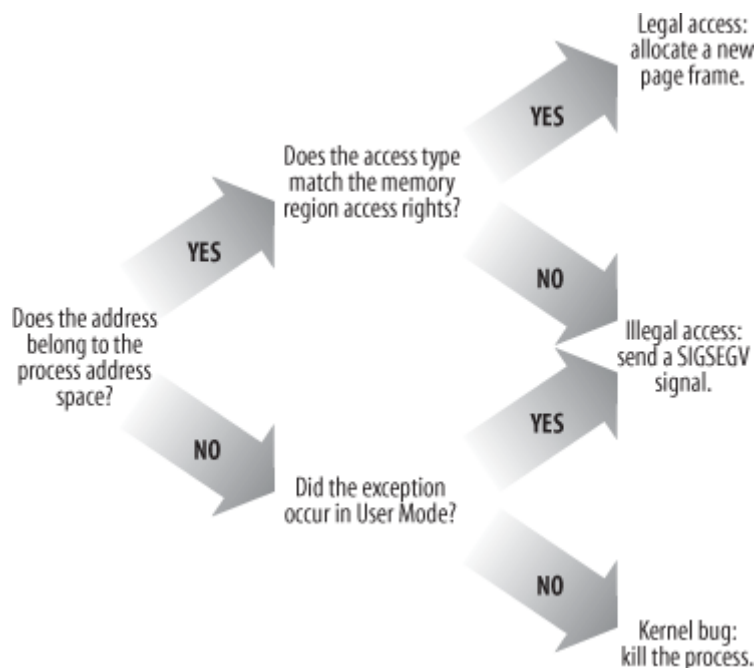 Legal access:
allocate a new
page frame.
YES
Does the access type
match the memory
region access rights?
YES
NO
Does the address
belong to the
process address
space?
Illegal access:
send a SIGSEGV
signal.
NO
YES
Did the exception
occur in User Mode?
NO
Kernel bug:
kill the process.